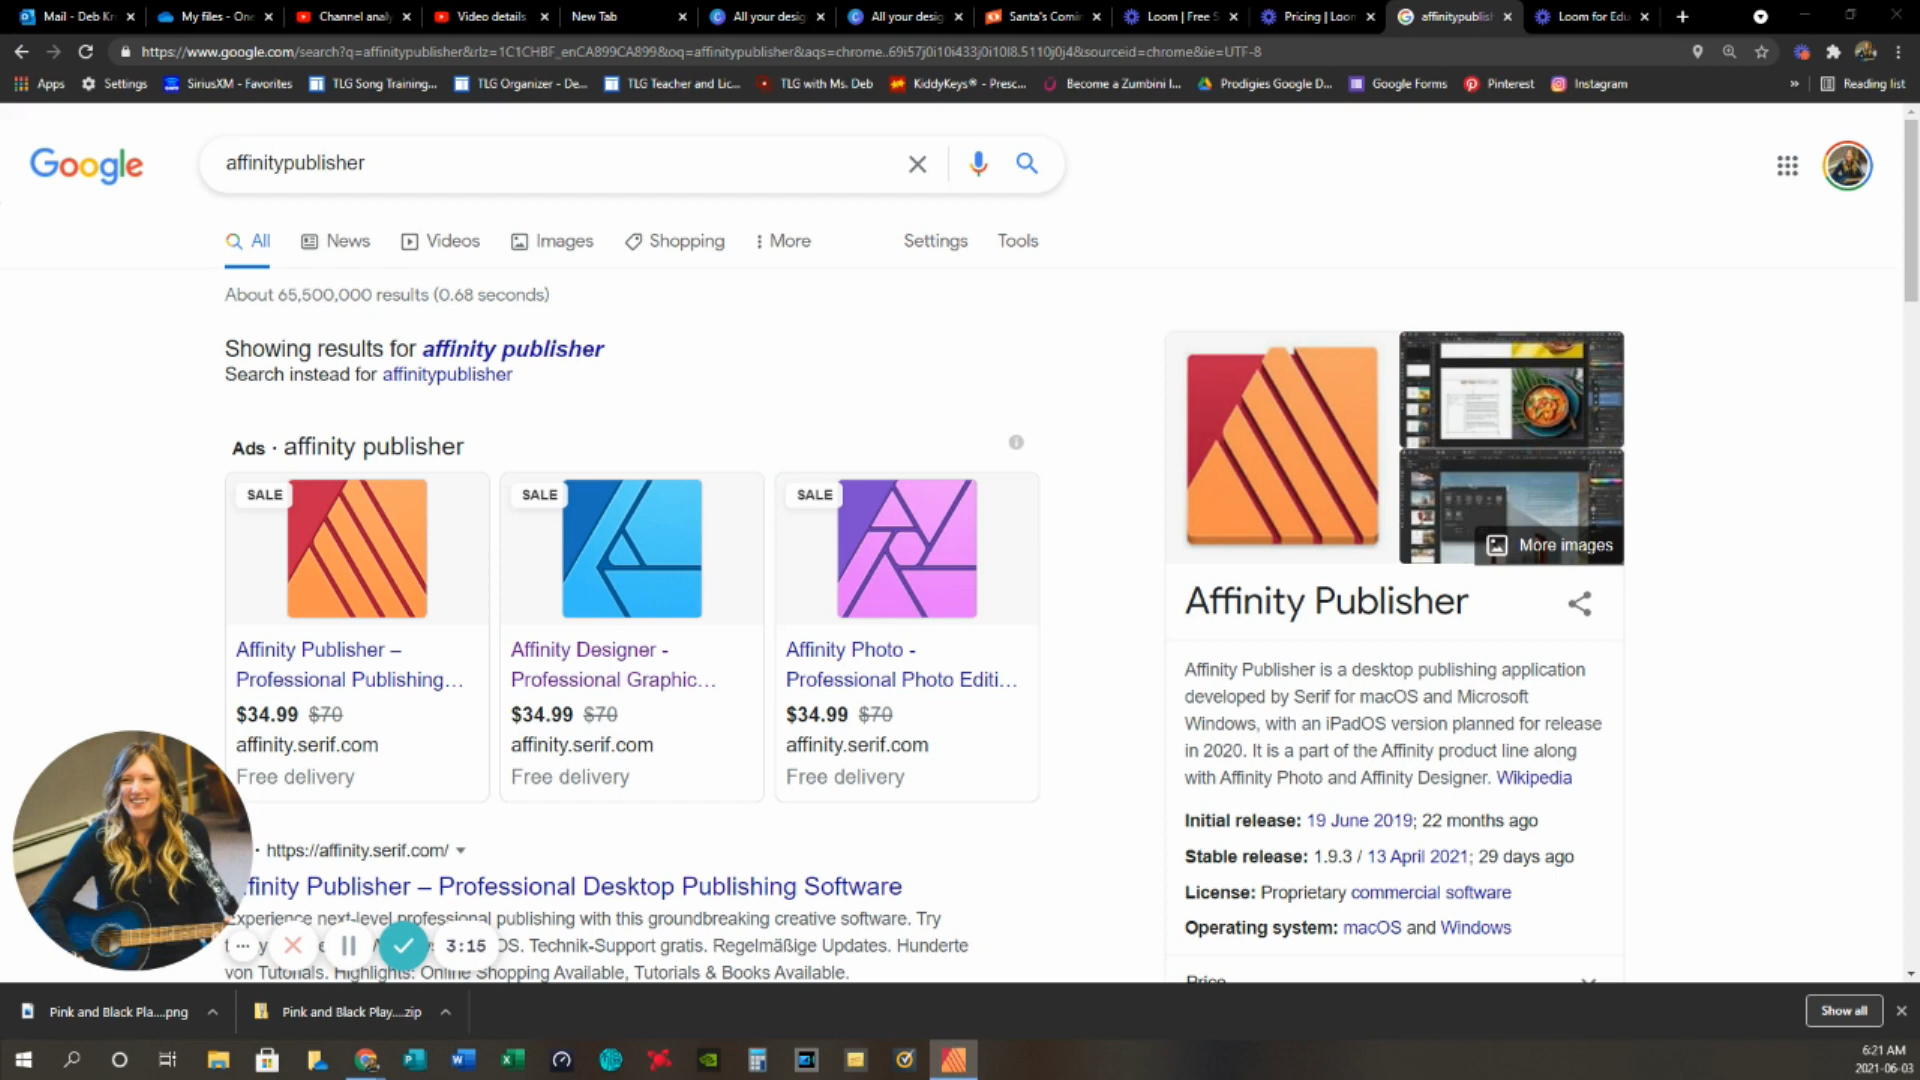 Mail - Deb Kr
My files - One
Channel analy
Video details
New Tab
All your desig
All your desig
Santa's Comin
Loom | Free S
Pricing | Loom
affinitypublish
Loom for Edu
https://www.google.com/search?q=affinitypublisher&rlz=1C1CHBF_enCA899CA899&oq=affinitypublisher&aqs=chrome..69i57j0i10i433j0i10l8.5110j0j4&sourceid=chrome&ie=UTF-8
Apps
Settings
SiriusXM - Favorites
TLG Song Training...
TLG Organizer - De...
TLG Teacher and Lic...
TLG with Ms. Deb
KiddyKeys® - Presc...
Become a Zumbini I...
Prodigies Google D...
Google Forms
Pinterest
Instagram
»
Reading list
Google
affinitypublisher
All
News
Videos
Images
Shopping
More
Settings
Tools
About 65,500,000 results (0.68 seconds)
Showing results for affinity publisher
Search instead for affinitypublisher
Ads · affinity publisher
SALE
Affinity Publisher –
Professional Publishing...
$34.99 $70
affinity.serif.com
Free delivery
SALE
Affinity Designer -
Professional Graphic...
$34.99 $70
affinity.serif.com
Free delivery
SALE
Affinity Photo -
Professional Photo Editi...
$34.99 $70
affinity.serif.com
Free delivery
· https://affinity.serif.com/
finity Publisher – Professional Desktop Publishing Software
Experience next-level professional publishing with this groundbreaking creative software. Try
OS. Technik-Support gratis. Regelmäßige Updates. Hunderte
von Tutorials. Highlights: Online Shopping Available, Tutorials & Books Available.
3:15
More images
Affinity Publisher
Affinity Publisher is a desktop publishing application
developed by Serif for macOS and Microsoft
Windows, with an iPadOS version planned for release
in 2020. It is a part of the Affinity product line along
with Affinity Photo and Affinity Designer. Wikipedia
Initial release: 19 June 2019; 22 months ago
Stable release: 1.9.3 / 13 April 2021; 29 days ago
License: Proprietary commercial software
Operating system: macOS and Windows
Price
Pink and Black Pla....png
Pink and Black Play....zip
Show all
6:21 AM
2021-06-03